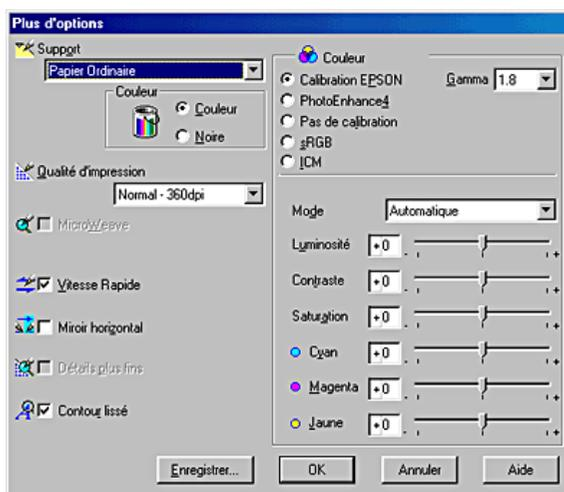 Plus d'options
Support
Papier Ordinaire
Couleur
Couleur
Noire
Qualité d'impression
Normal - 360dpi
MicroWeave
Vitesse Rapide
Miroir horizontal
Détails plus fins
Contour lissé
Couleur
Calibration EPSON
Gamma 1.8
PhotoEnhance4
Pas de calibration
sRGB
ICM
Mode Automatique
Luminosité +0 - +
Contraste +0 - +
Saturation +0 - +
Cyan +0 - +
Magenta +0 - +
Jaune +0 - +
Enregistrer... OK Annuler Aide